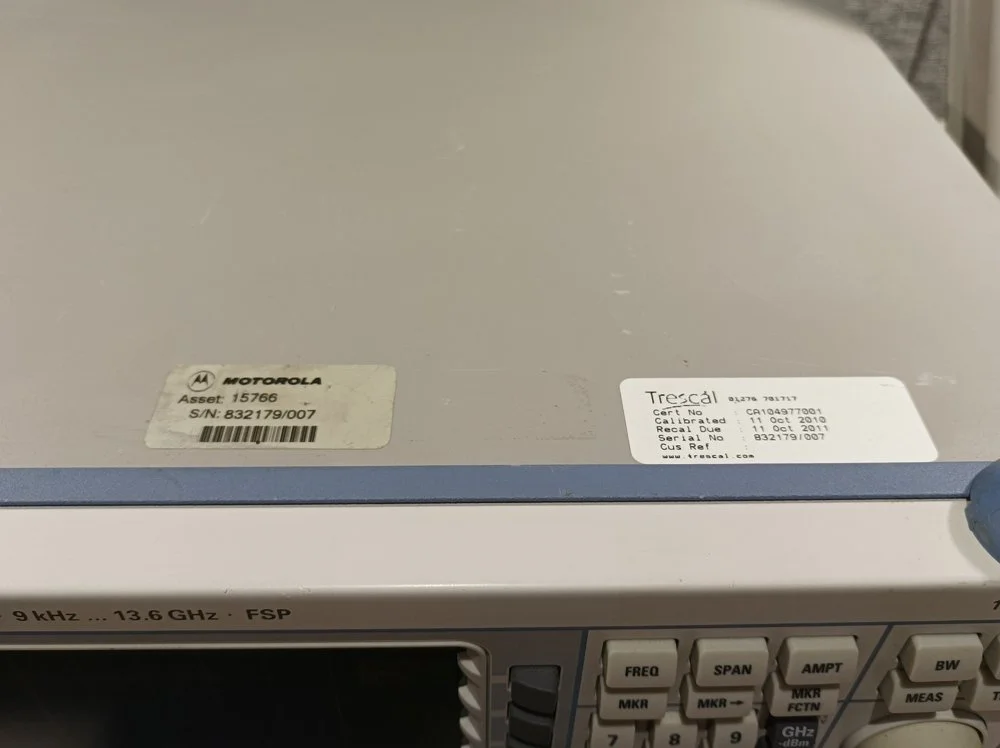 MOTOROLA
Asset: 15766
S/N: 832179/007
Trescal 01276 701717
Cert No : CA104977001
Calibrated : 11 Oct 2010
Recal Due : 11 Oct 2011
Serial No : 832179/007
Cus Ref :
www.trescal.com
· 9 kHz ... 13.6 GHz · FSP
FREQ
SPAN
AMPT
BW
MKR
MKR→
MKR
FCTN
MEAS
7
8
9
GHz
-dBm